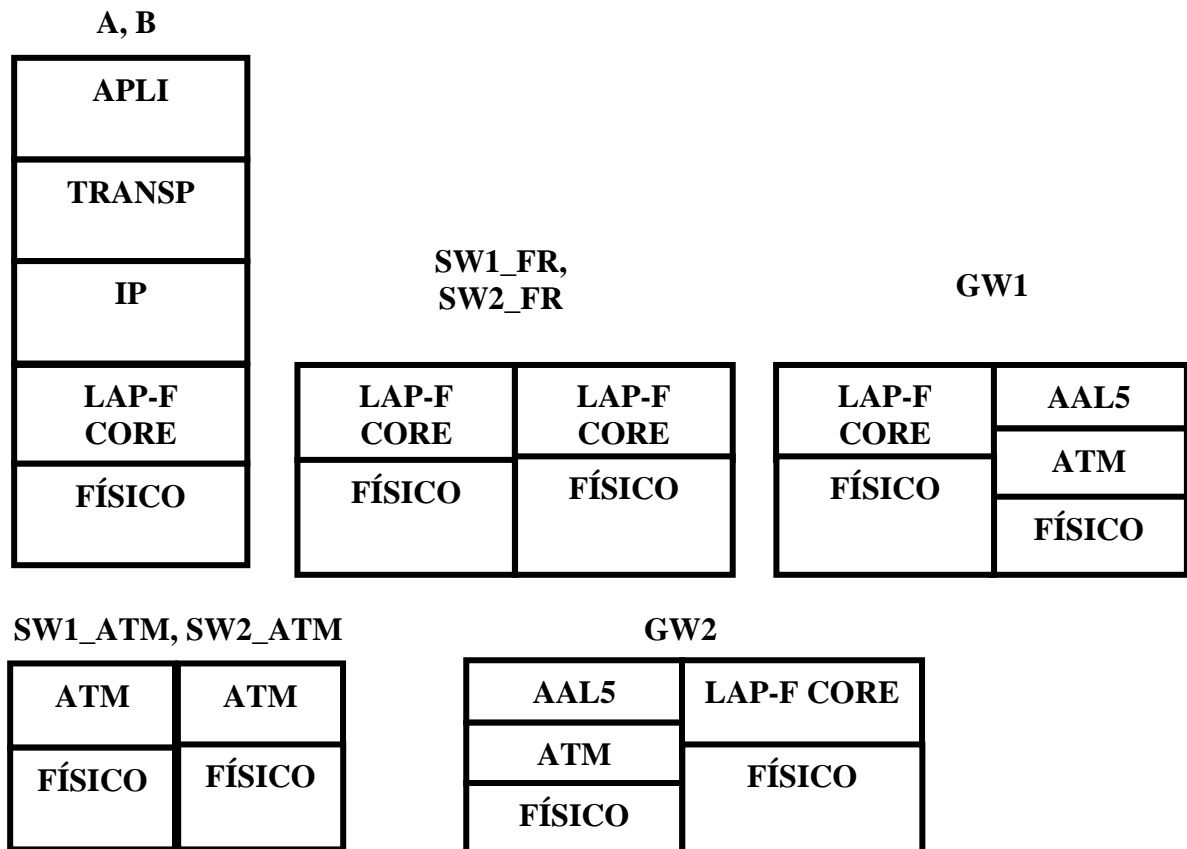 A, B
APLI
TRANSP
IP
LAP-F
CORE
FÍSICO
SW1_FR,
SW2_FR
LAP-F
CORE
LAP-F
CORE
FÍSICO
FÍSICO
GW1
LAP-F
CORE
AAL5
ATM
FÍSICO
FÍSICO
SW1_ATM, SW2_ATM
ATM
ATM
FÍSICO
FÍSICO
GW2
AAL5
LAP-F CORE
ATM
FÍSICO
FÍSICO